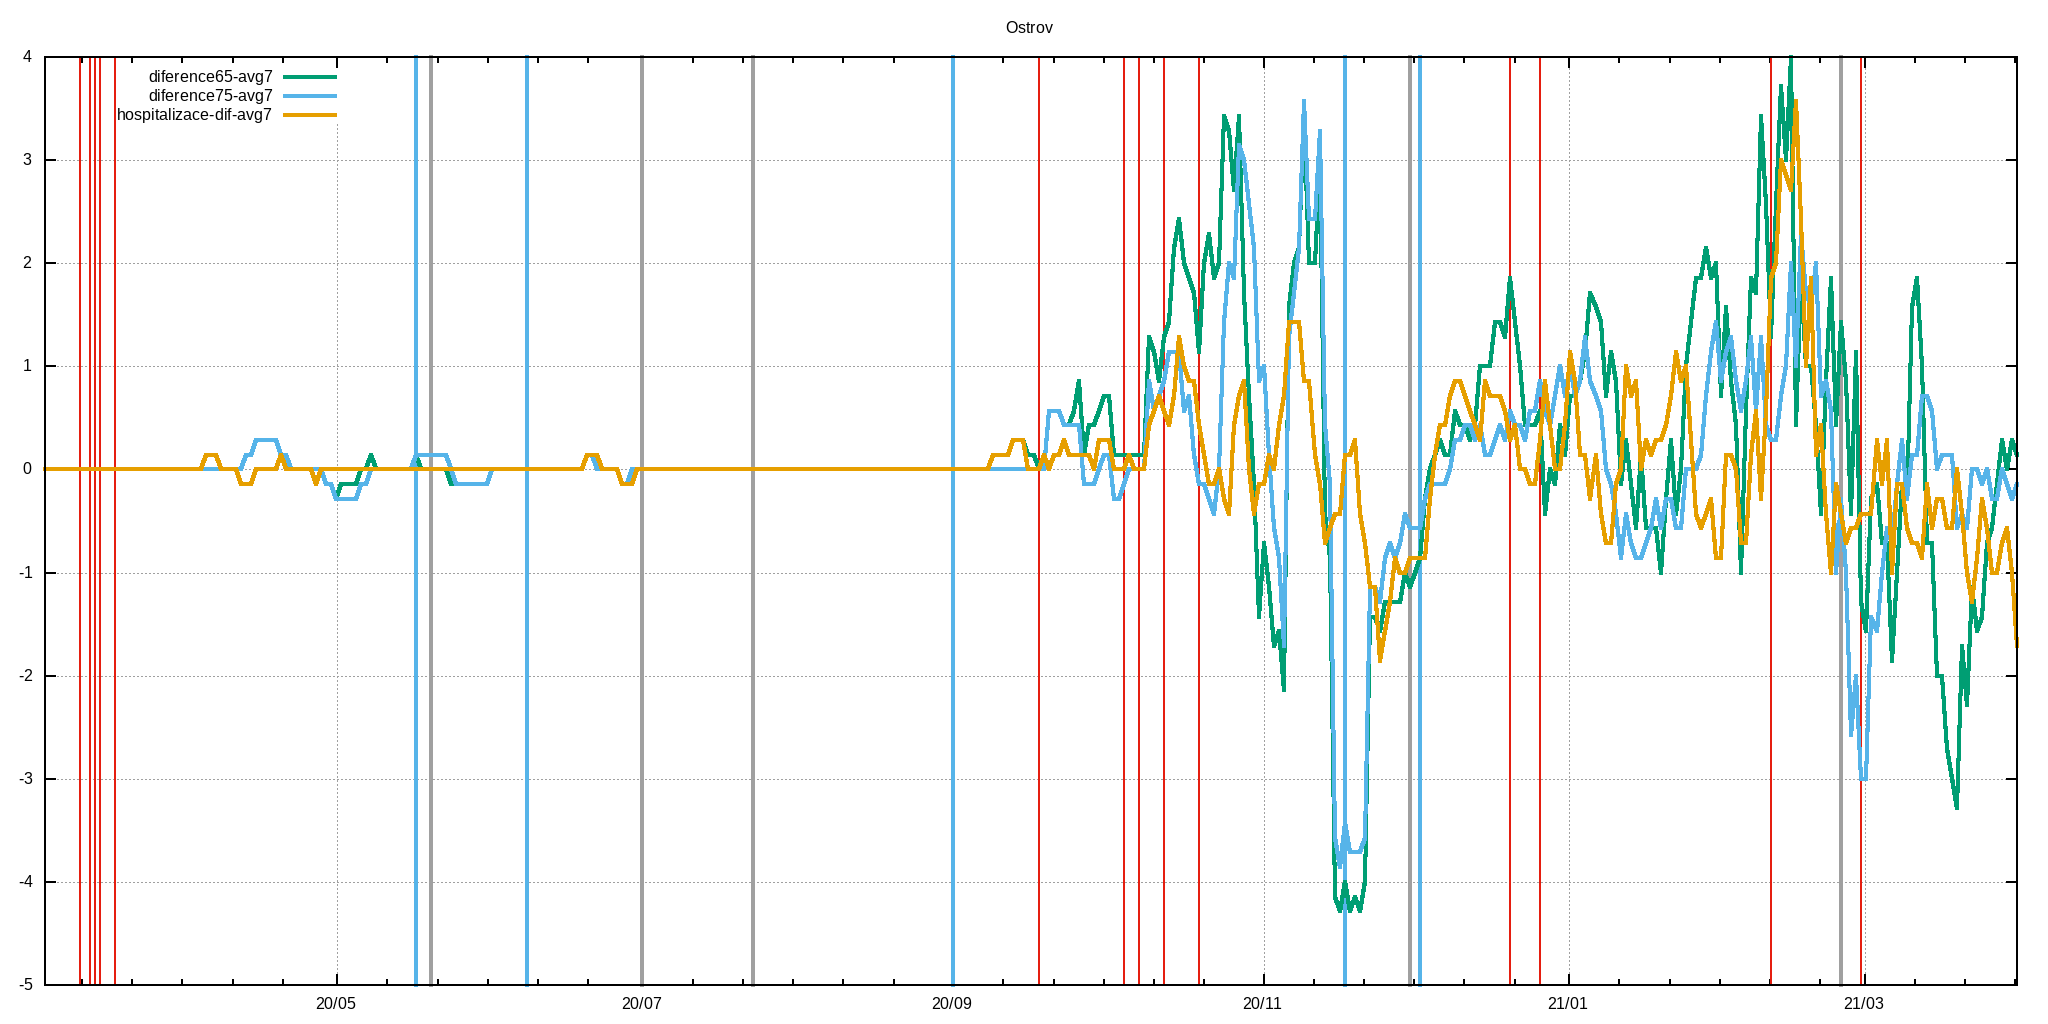 Ostrov
4
diference65-avg7
diference75-avg7
hospitalizace-dif-avg7
3
2
1
0
-1
-2
-3
-4
-5
20/05 20/07 20/09 20/11 21/01 21/03